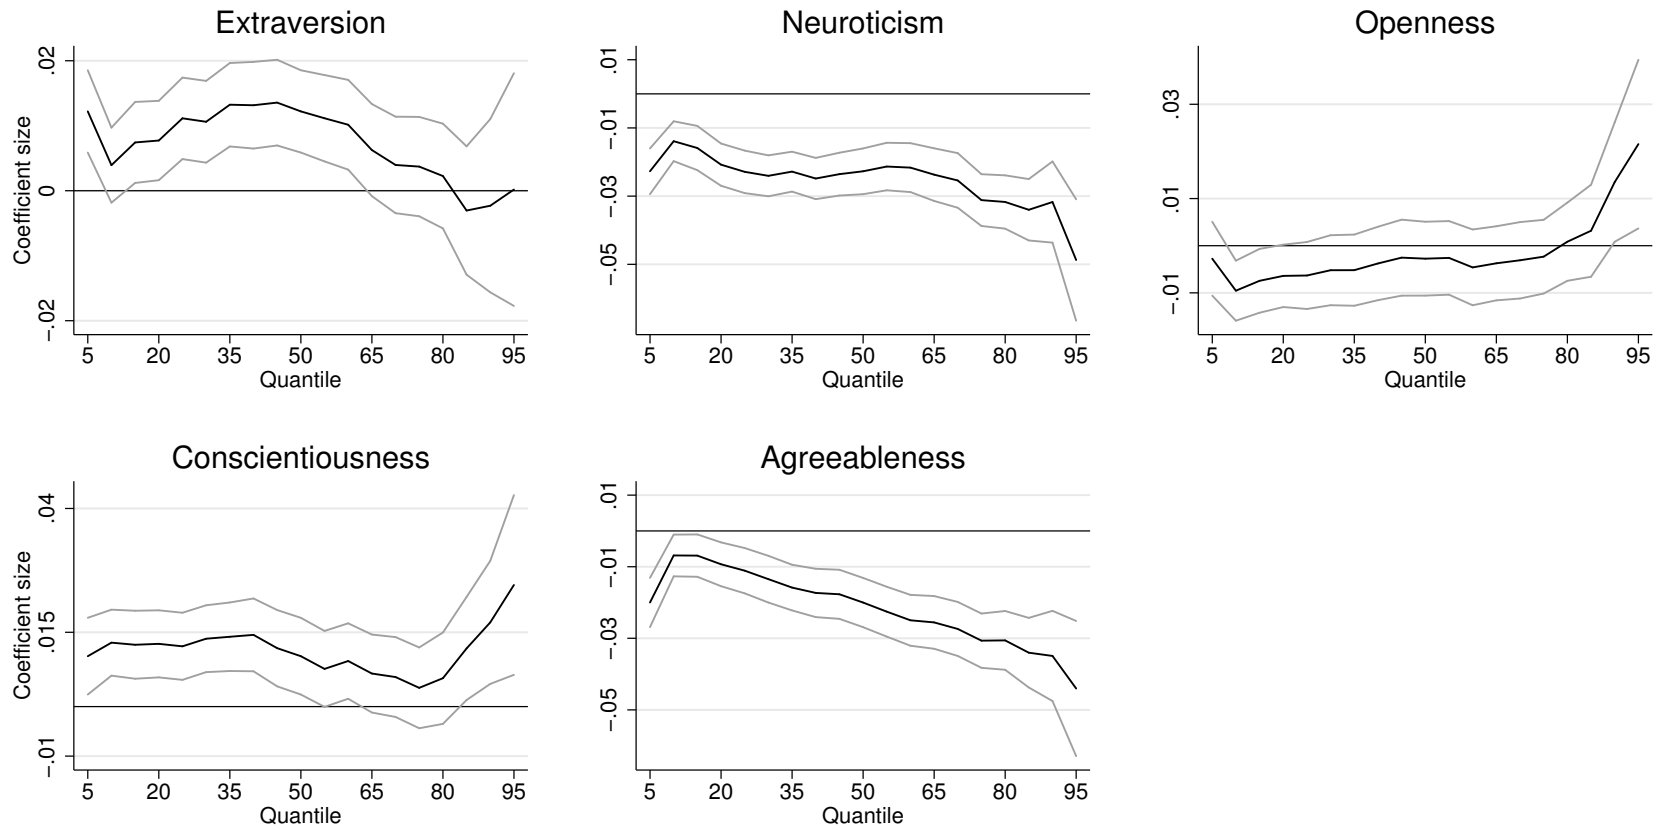 Extraversion
Coefficient size
.02
0
-.02
5 20 35 50 65 80 95
Quantile
Neuroticism
.01
-.01
-.03
-.05
5 20 35 50 65 80 95
Quantile
Openness
.03
.01
-.01
5 20 35 50 65 80 95
Quantile
Conscientiousness
Coefficient size
.04
.015
-.01
5 20 35 50 65 80 95
Quantile
Agreeableness
.01
-.01
-.03
-.05
5 20 35 50 65 80 95
Quantile